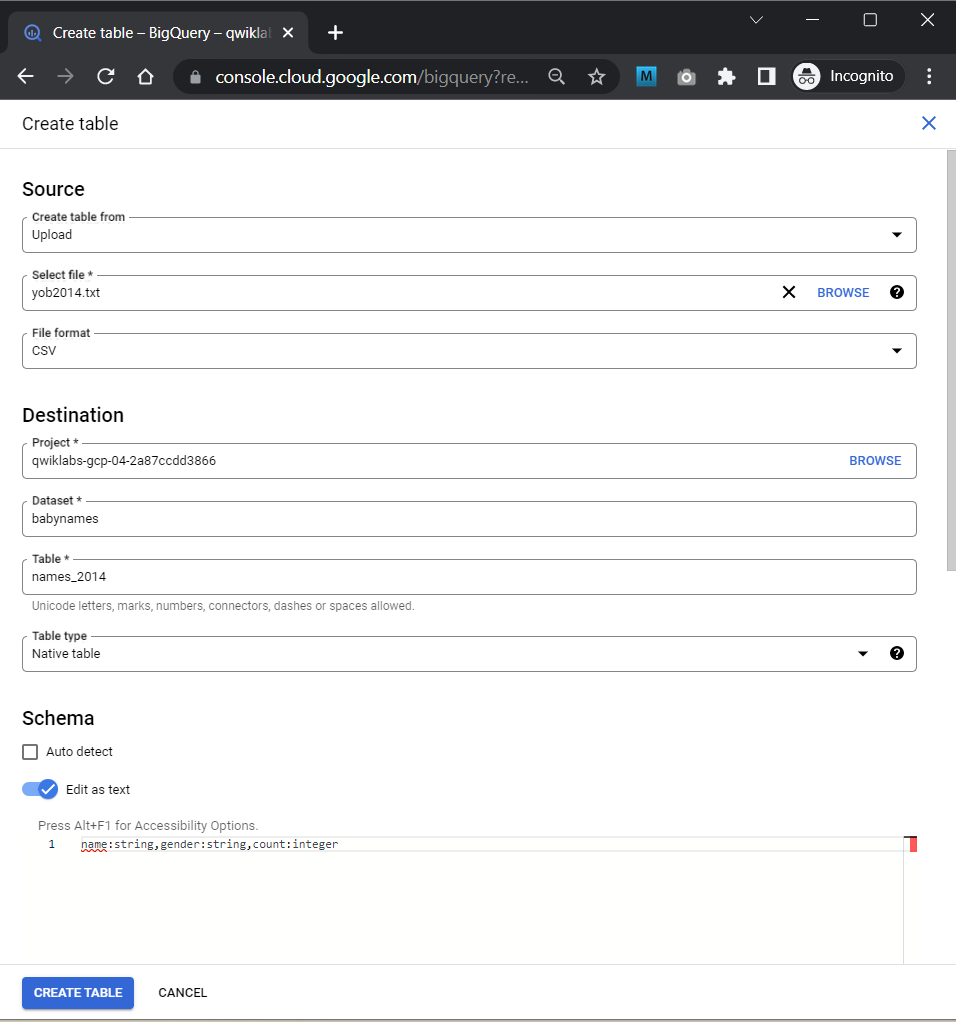 Create table – BigQuery – qwikla
console.cloud.google.com/bigquery?re...
M
Incognito
Create table
Source
Create table from
Upload
Select file *
yob2014.txt
BROWSE
File format
CSV
Destination
Project *
qwiklabs-gcp-04-2a87ccdd3866
BROWSE
Dataset *
babynames
Table *
names_2014
Unicode letters, marks, numbers, connectors, dashes or spaces allowed.
Table type
Native table
Schema
Auto detect
Edit as text
Press Alt+F1 for Accessibility Options.
1 name:string,gender:string,count:integer
CREATE TABLE CANCEL